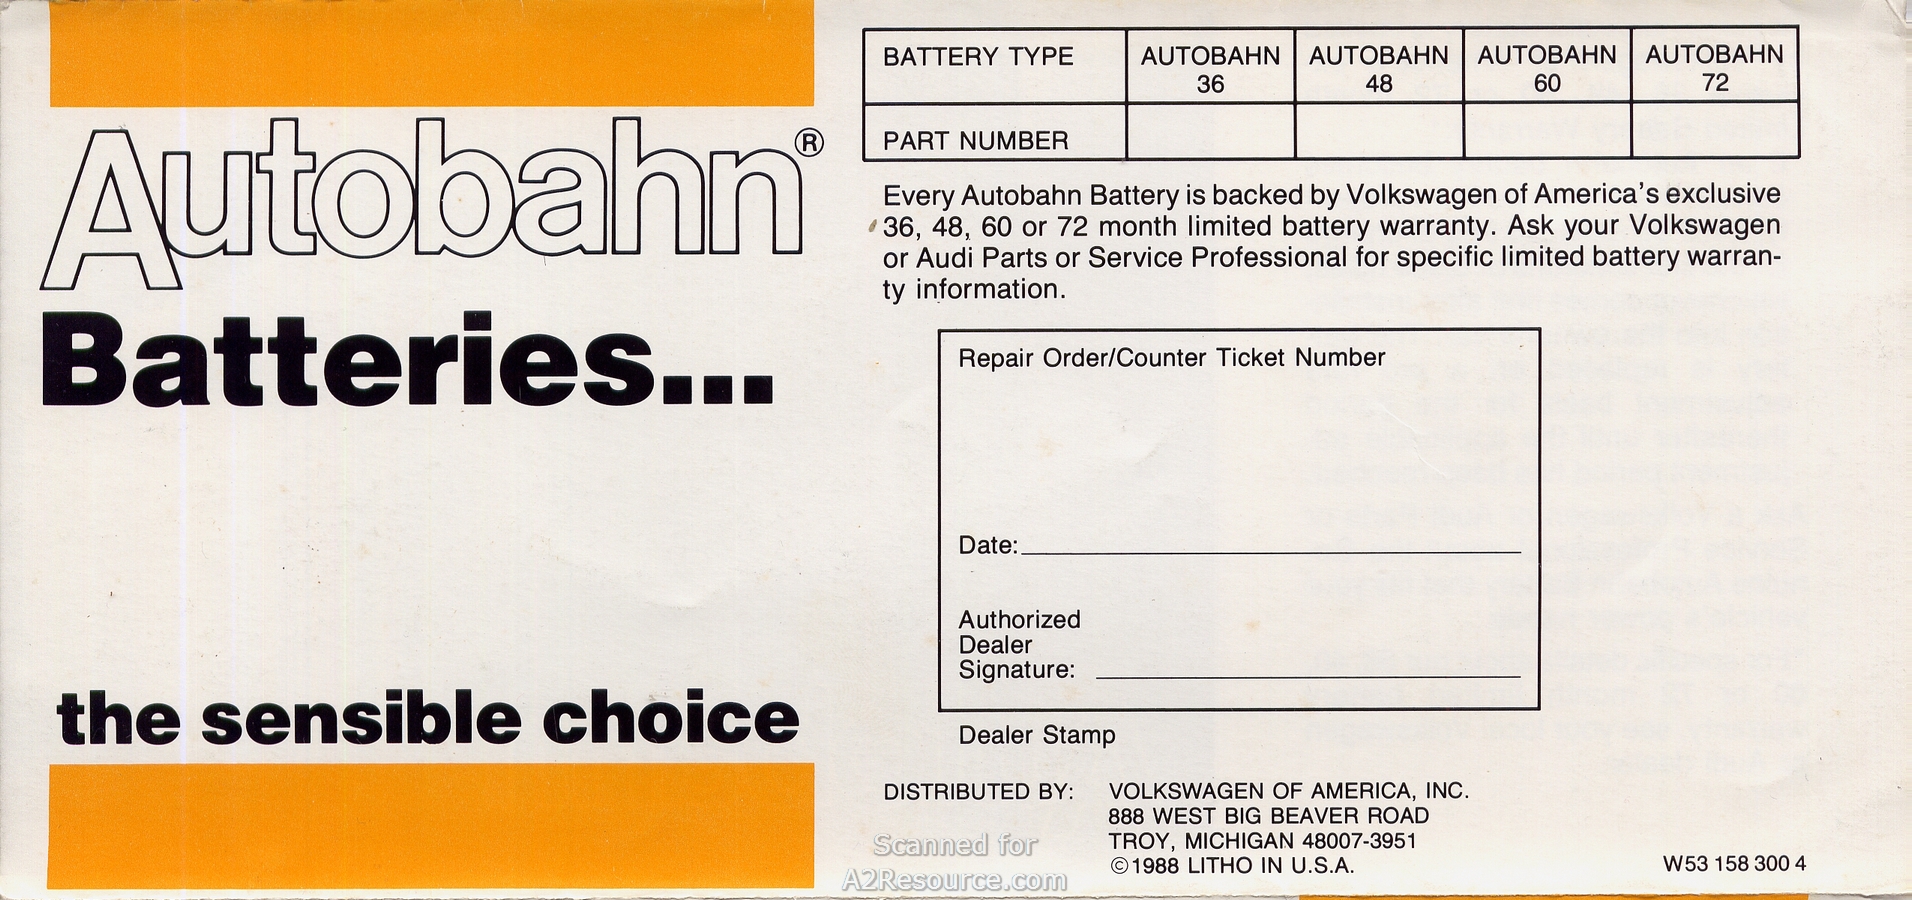 Autobahn®
Batteries...
the sensible choice
BATTERY TYPE AUTOBAHN 36 AUTOBAHN 48 AUTOBAHN 60 AUTOBAHN 72
PART NUMBER
Every Autobahn Battery is backed by Volkswagen of America's exclusive
36, 48, 60 or 72 month limited battery warranty. Ask your Volkswagen
or Audi Parts or Service Professional for specific limited battery warran-
ty information.
Repair Order/Counter Ticket Number
Date:
Authorized
Dealer
Signature:
Dealer Stamp
DISTRIBUTED BY: VOLKSWAGEN OF AMERICA, INC.
888 WEST BIG BEAVER ROAD
TROY, MICHIGAN 48007-3951
©1988 LITHO IN U.S.A.
W53 158 300 4
Scanned for
A2Resource.com